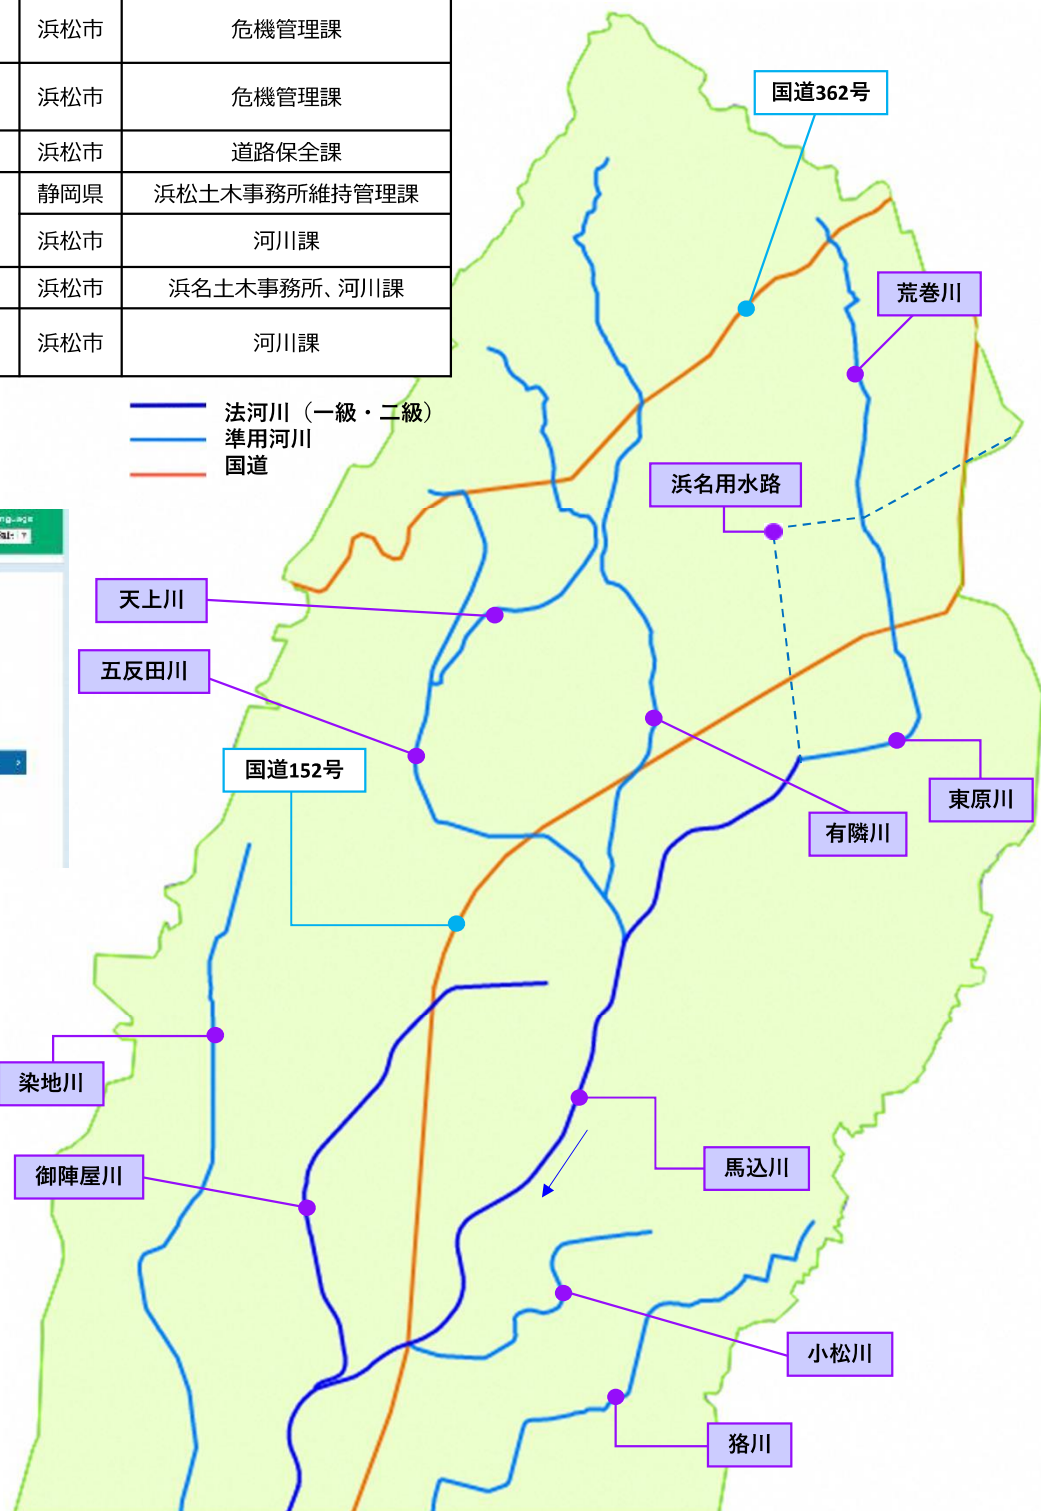 浜松市 危機管理課
浜松市 危機管理課
浜松市 道路保全課
静岡県 浜松土木事務所維持管理課
浜松市 河川課
浜松市 浜名土木事務所、河川課
浜松市 河川課
法河川（一級・二級）
準用河川
国道
nguage
国道362号
荒巻川
浜名用水路
天上川
五反田川
国道152号
東原川
有隣川
染地川
馬込川
御陣屋川
小松川
狢川